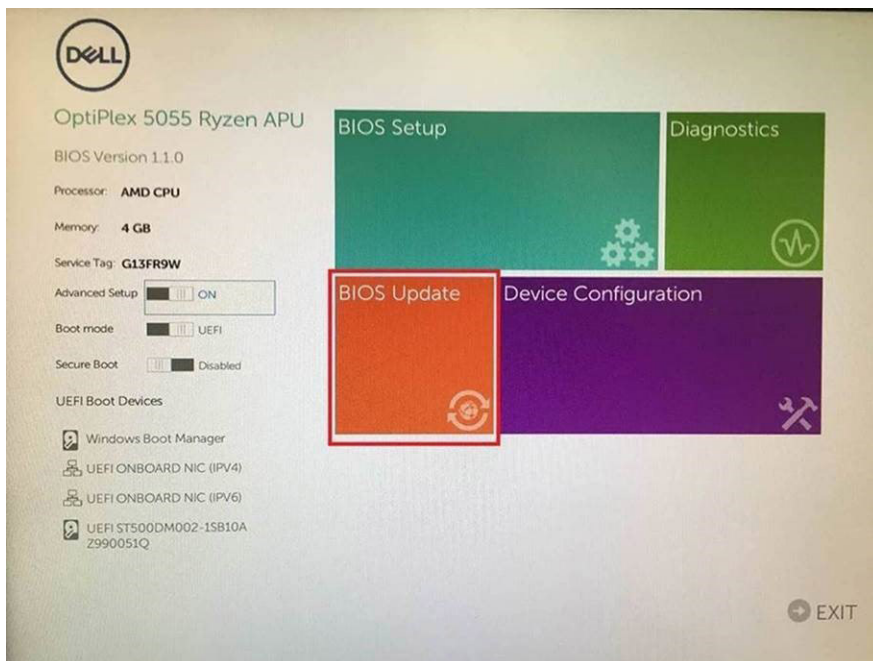 DELL
OptiPlex 5055 Ryzen APU
BIOS Version 1.1.0
Processor: AMD CPU
Memory: 4 GB
Service Tag: G13FR9W
Advanced Setup ON
Boot mode UEFI
Secure Boot Disabled
UEFI Boot Devices
Windows Boot Manager
UEFI ONBOARD NIC (IPV4)
UEFI ONBOARD NIC (IPV6)
UEFI ST500DM002-1SB10A
Z990051Q
BIOS Setup
Diagnostics
BIOS Update
Device Configuration
EXIT